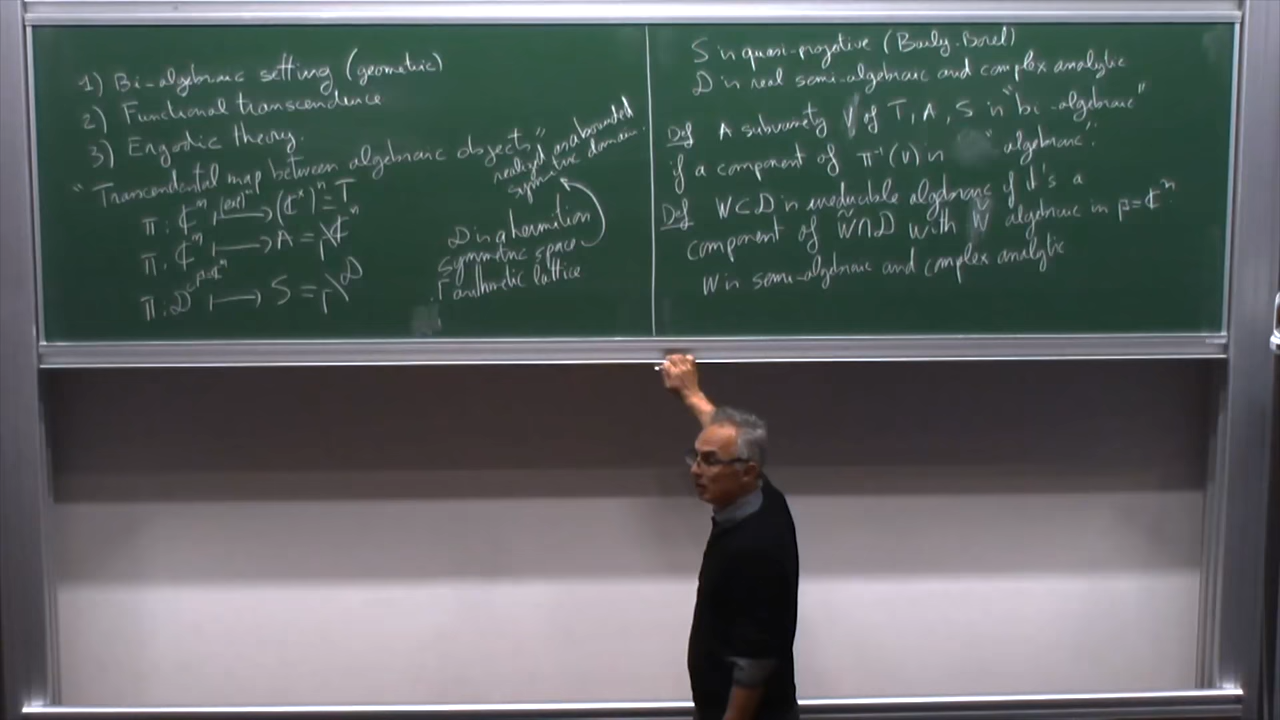 1) Bi-algebraic setting (geometric)
2) Functional transcendence
3) Ergodic theory.
"Trancendental map between algebraic objects"
π : ℂⁿ ⟼ (ℂˣ)ⁿ = T
π : ℂⁿ ⟼ A = Γ\ℂⁿ
π : D ⟼ S = Γ\D
realized as a bounded
symmetric domain.
D is a hermitian
symmetric space
Γ arithmetic lattice
S is quasi-projective (Baily-Borel)
D is real semi-algebraic and complex analytic
Def A subvariety V of T, A, S is "bi-algebraic"
if a component of π⁻¹(V) is "algebraic".
Def W⊂D is irreducible algebraic if it's a
component of W̃∩D with W̃ algebraic in p=ℂⁿ.
W is semi-algebraic and complex analytic